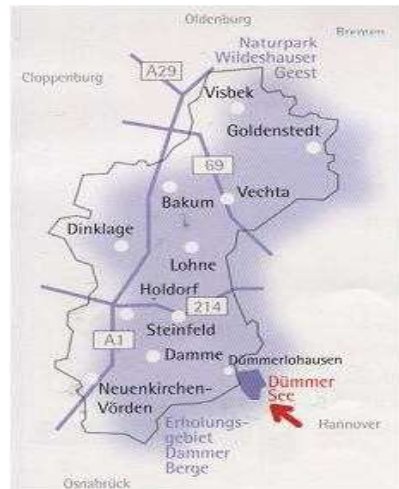 Oldenburg
Bremen
Naturpark
Wildeshauser
Geest
Cloppenburg
A29
Visbek
Goldenstedt
69
Bakum
Vechta
Dinklage
Lohne
Holdorf
214
Steinfeld
A1
Damme
Dümmerlohausen
Neuenkirchen-
Vörden
Dümmer
See
Erholungs-
gebiet
Dammer
Berge
Hannover
Osnabrück